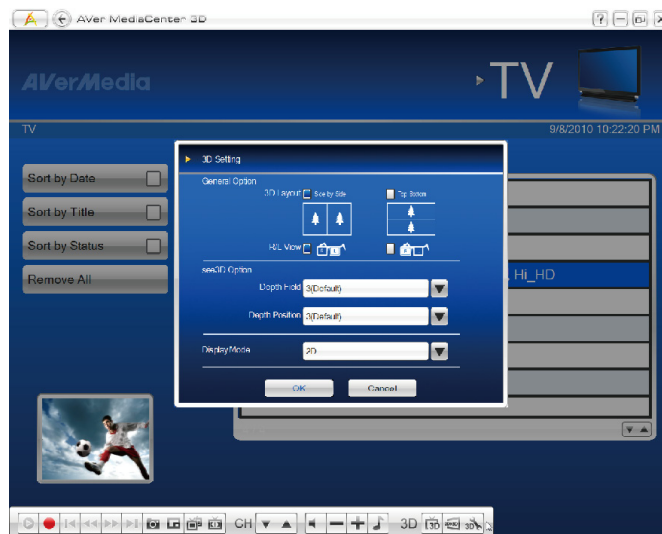 AVer MediaCenter 3D
AVerMedia
TV
TV
9/8/2010 10:22:20 PM
3D Setting
General Option
3D Layout Side by Side Top Bottom
R/L View
see3D Option
Depth Field 3(Default)
Depth Position 3(Default)
Display Mode 2D
OK Cancel
Sort by Date
Sort by Title
Sort by Status
Remove All
Hi_HD
CH
3D